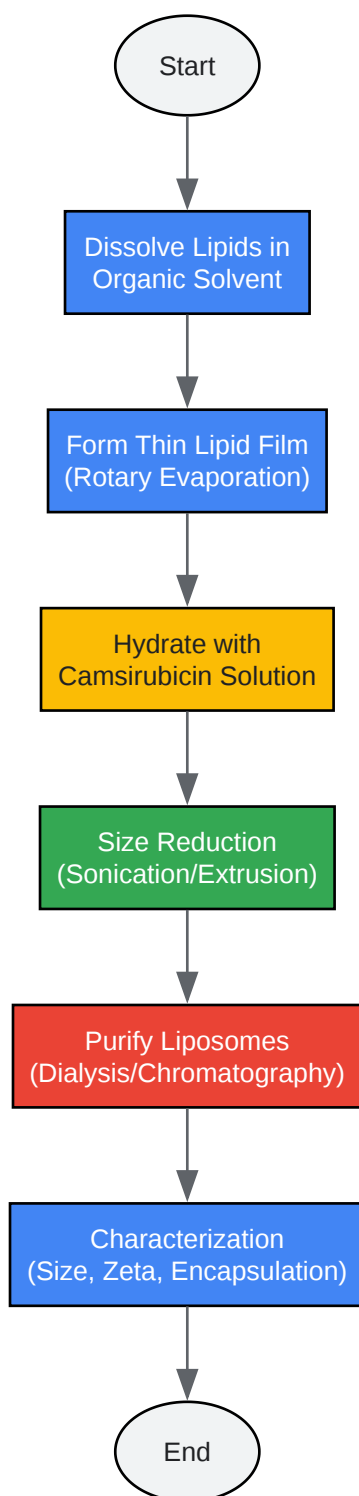 Start
Dissolve Lipids in
Organic Solvent
Form Thin Lipid Film
(Rotary Evaporation)
Hydrate with
Camsirubicin Solution
Size Reduction
(Sonication/Extrusion)
Purify Liposomes
(Dialysis/Chromatography)
Characterization
(Size, Zeta, Encapsulation)
End